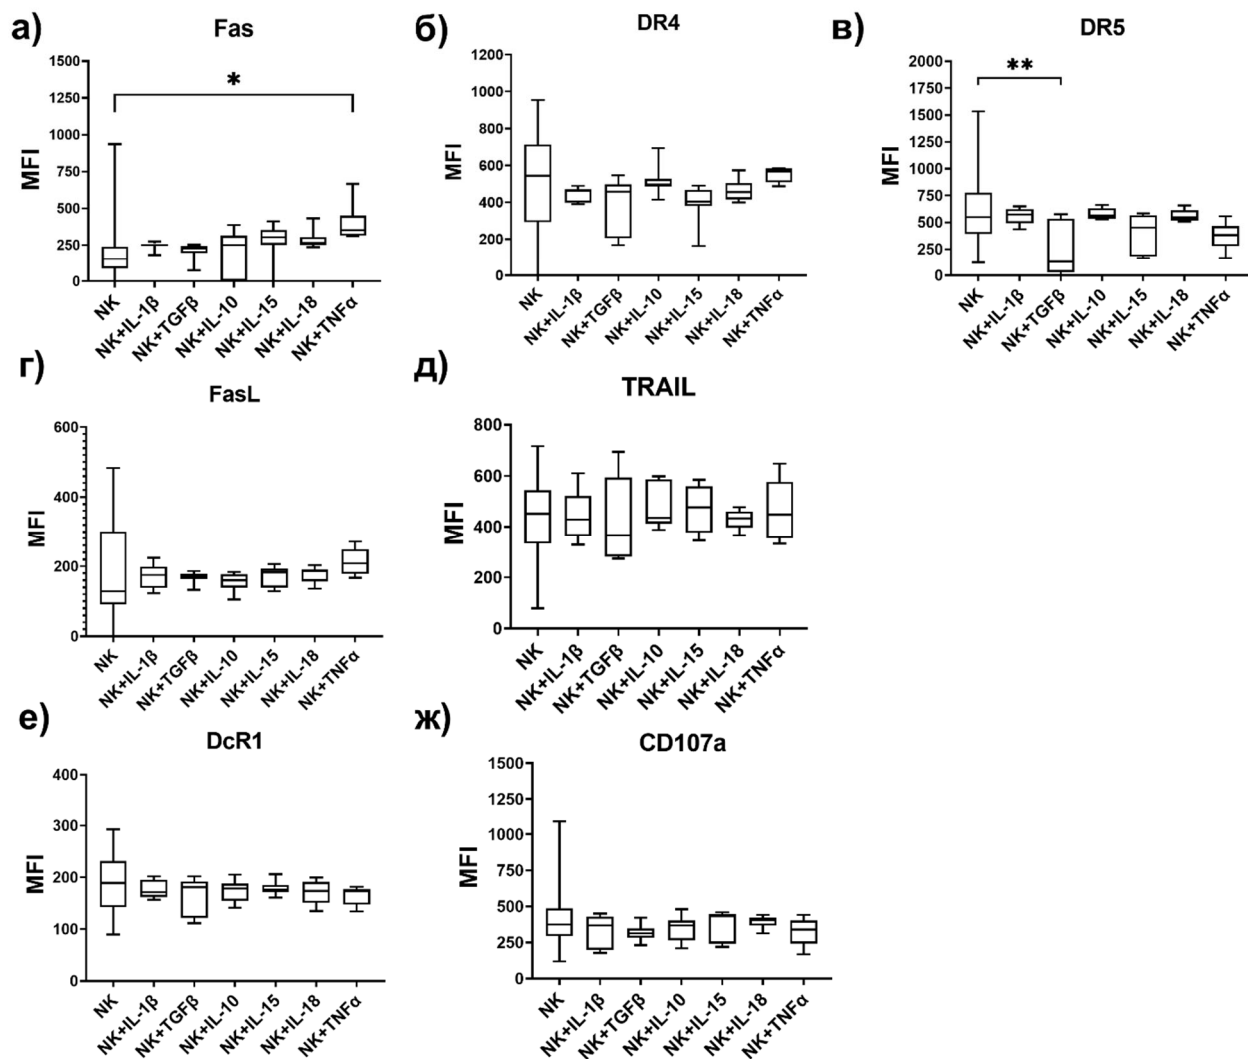 а)
Fas
MFI
1500
1250
1000
750
500
250
0
*
NK
NK+IL-1β
NK+TGFβ
NK+IL-10
NK+IL-15
NK+IL-18
NK+TNFα
б)
DR4
MFI
1200
1000
800
600
400
200
0
NK
NK+IL-1β
NK+TGFβ
NK+IL-10
NK+IL-15
NK+IL-18
NK+TNFα
в)
DR5
MFI
2000
1750
1500
1250
1000
750
500
250
0
**
NK
NK+IL-1β
NK+TGFβ
NK+IL-10
NK+IL-15
NK+IL-18
NK+TNFα
г)
FasL
MFI
600
400
200
0
NK
NK+IL-1β
NK+TGFβ
NK+IL-10
NK+IL-15
NK+IL-18
NK+TNFα
д)
TRAIL
MFI
800
600
400
200
0
NK
NK+IL-1β
NK+TGFβ
NK+IL-10
NK+IL-15
NK+IL-18
NK+TNFα
е)
DcR1
MFI
400
300
200
100
0
NK
NK+IL-1β
NK+TGFβ
NK+IL-10
NK+IL-15
NK+IL-18
NK+TNFα
ж)
CD107a
MFI
1500
1250
1000
750
500
250
0
NK
NK+IL-1β
NK+TGFβ
NK+IL-10
NK+IL-15
NK+IL-18
NK+TNFα